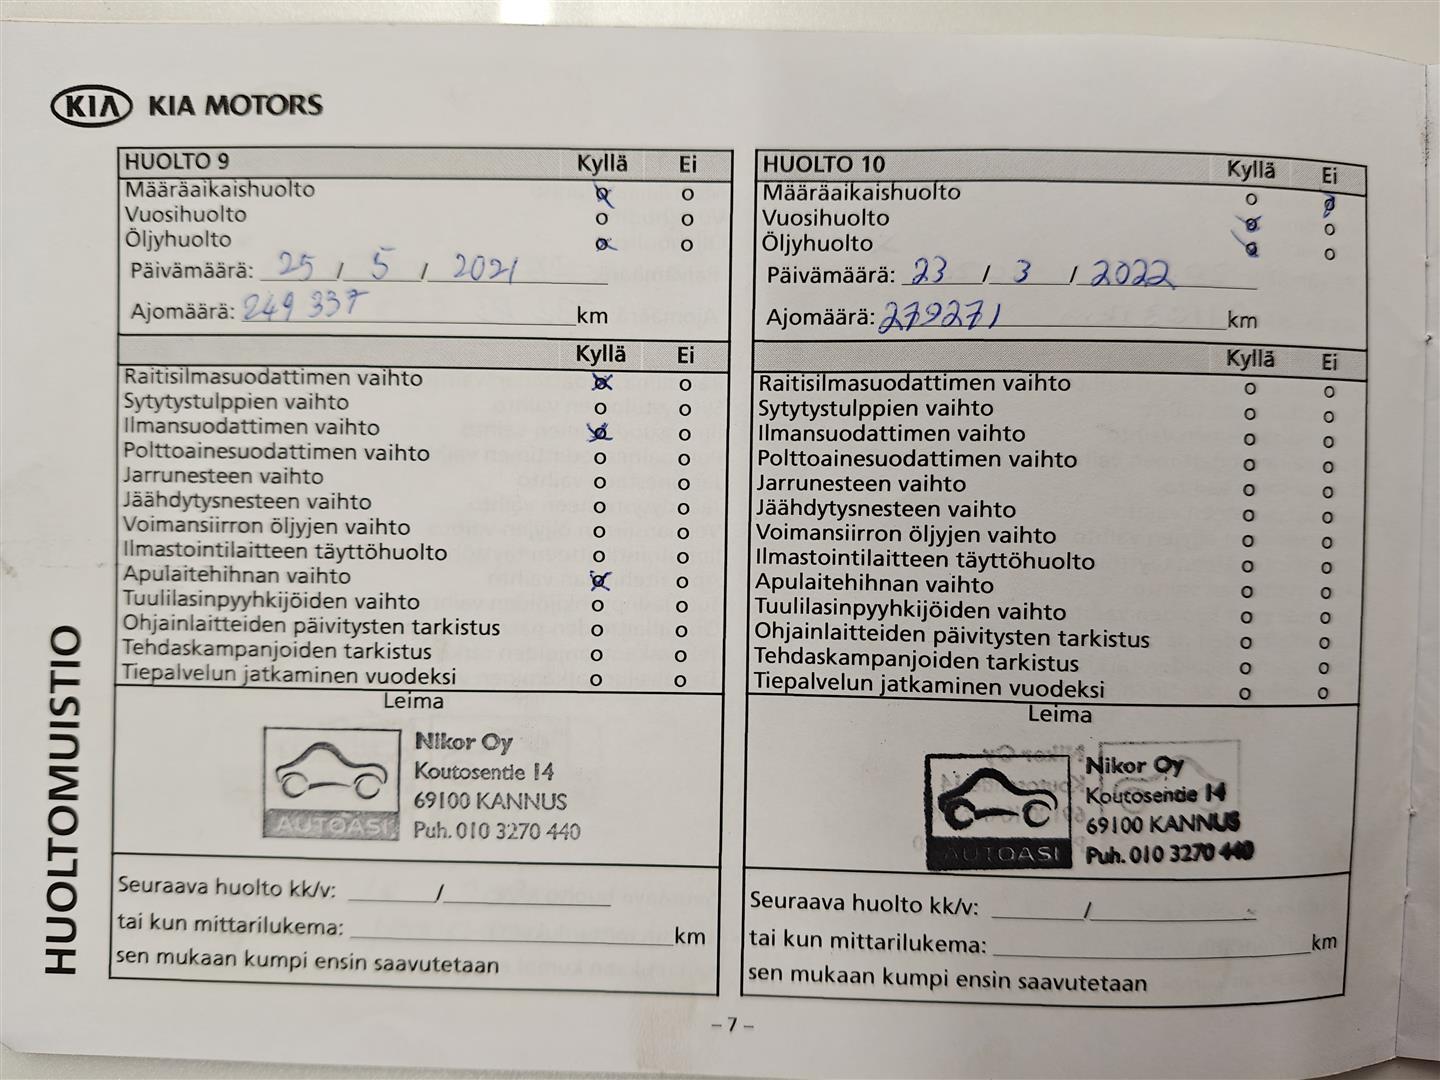 KIA KIA MOTORS
HUOLTO 9 Kyllä Ei
Määräaikaishuolto o o
Vuosihuolto o o
Öljyhuolto o o
Päivämäärä: 25 / 5 / 2021
Ajomäärä: 249 337 km
Kyllä Ei
Raitisilmasuodattimen vaihto o o
Sytytystulppien vaihto o o
Ilmansuodattimen vaihto o o
Polttoainesuodattimen vaihto o o
Jarrunesteen vaihto o o
Jäähdytysnesteen vaihto o o
Voimansiirron öljyjen vaihto o o
Ilmastointilaitteen täyttöhuolto o o
Apulaitehihnan vaihto o o
Tuulilasinpyyhkijöiden vaihto o o
Ohjainlaitteiden päivitysten tarkistus o o
Tehdaskampanjoiden tarkistus o o
Tiepalvelun jatkaminen vuodeksi o o
Leima
Nikor Oy
Koutosentie 14
69100 KANNUS
AUTOASI Puh. 010 3270 440
Seuraava huolto kk/v: /
tai kun mittarilukema: km
sen mukaan kumpi ensin saavutetaan
HUOLTO 10 Kyllä Ei
Määräaikaishuolto o o
Vuosihuolto o o
Öljyhuolto o o
Päivämäärä: 23 / 3 / 2022
Ajomäärä: 279271 km
Kyllä Ei
Raitisilmasuodattimen vaihto o o
Sytytystulppien vaihto o o
Ilmansuodattimen vaihto o o
Polttoainesuodattimen vaihto o o
Jarrunesteen vaihto o o
Jäähdytysnesteen vaihto o o
Voimansiirron öljyjen vaihto o o
Ilmastointilaitteen täyttöhuolto o o
Apulaitehihnan vaihto o o
Tuulilasinpyyhkijöiden vaihto o o
Ohjainlaitteiden päivitysten tarkistus o o
Tehdaskampanjoiden tarkistus o o
Tiepalvelun jatkaminen vuodeksi o o
Leima
Nikor Oy
Koutosentie 14
69100 KANNUS
AUTOASI Puh. 010 3270 440
Seuraava huolto kk/v: /
tai kun mittarilukema: km
sen mukaan kumpi ensin saavutetaan
HUOLTOMUISTIO
- 7 -